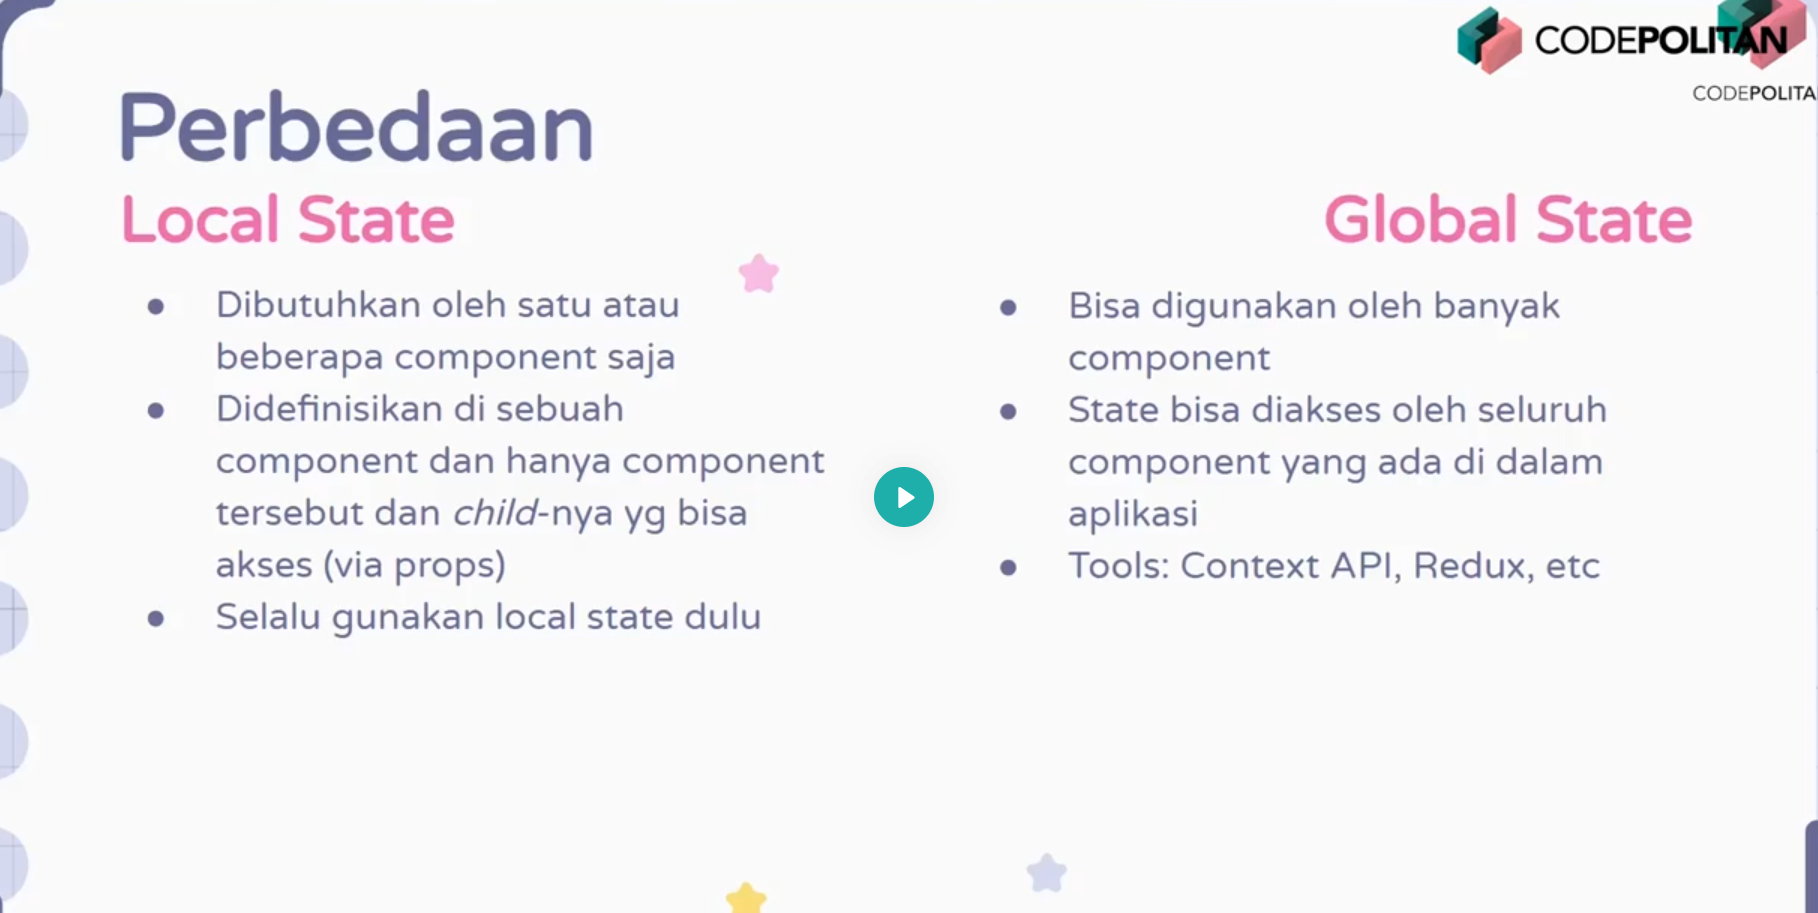 CODEPOLITAN
CODEPOLITA
Perbedaan
Local State
Dibutuhkan oleh satu atau
beberapa component saja
Didefinisikan di sebuah
component dan hanya component
tersebut dan child-nya yg bisa
akses (via props)
Selalu gunakan local state dulu
Global State
Bisa digunakan oleh banyak
component
State bisa diakses oleh seluruh
component yang ada di dalam
aplikasi
Tools: Context API, Redux, etc